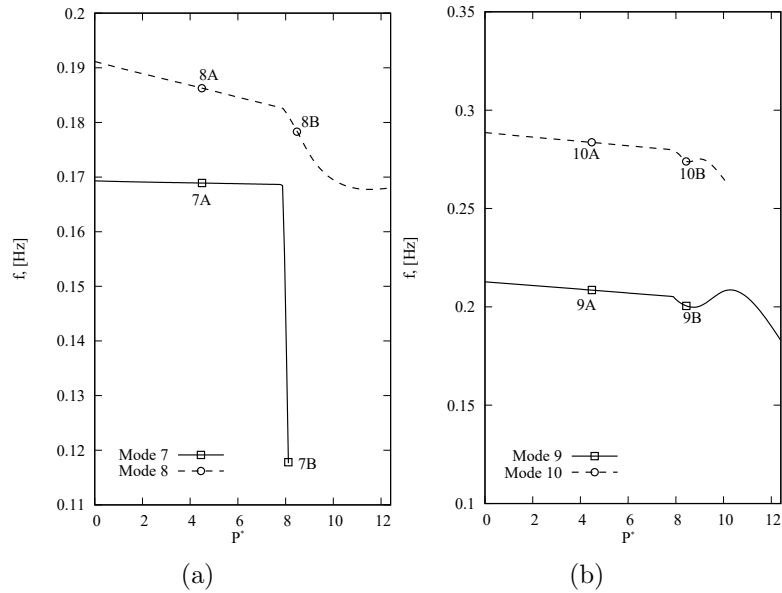 0.2
0.19
0.18
0.17
0.16
0.15
0.14
0.13
0.12
0.11
f, [Hz]
8A
8B
7A
7B
Mode 7
Mode 8
0 2 4 6 8 10 12
P*
(a)
0.35
0.3
0.25
0.2
0.15
0.1
f, [Hz]
10A
10B
9A
9B
Mode 9
Mode 10
0 2 4 6 8 10 12
P*
(b)